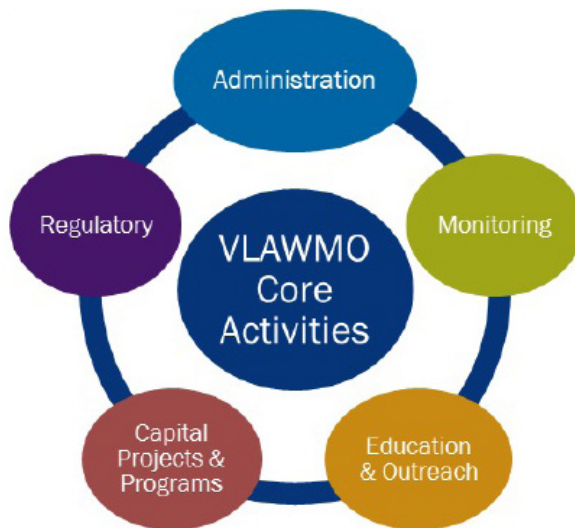 Administration
Regulatory
Monitoring
VLAWMO
Core
Activities
Capital
Projects &
Programs
Education
& Outreach